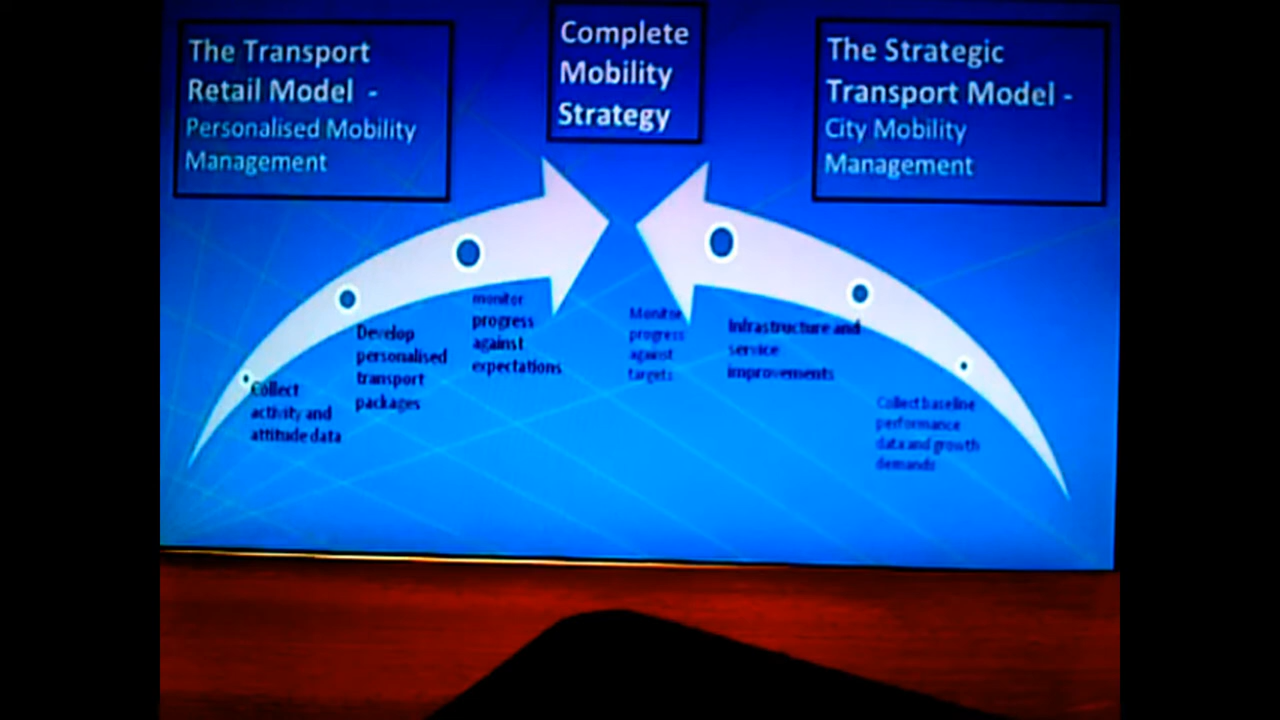 The Transport
Retail Model -
Personalised Mobility
Management
Complete
Mobility
Strategy
The Strategic
Transport Model -
City Mobility
Management
Collect
activity and
attitude data
Develop
personalised
transport
packages
monitor
progress
against
expectations
Monitor
progress
against
targets
Infrastructure and
service
improvements
Collect baseline
performance
data and growth
demands